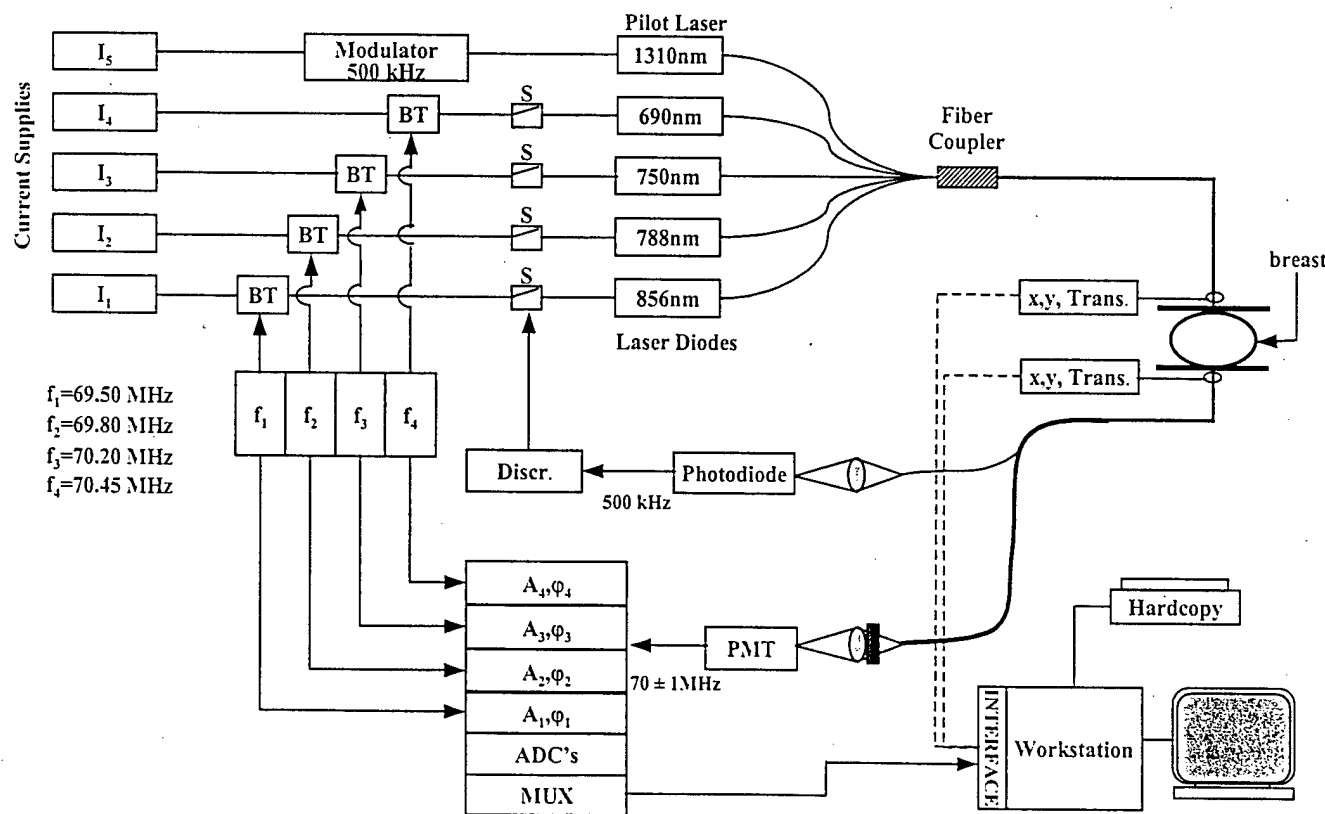 Current Supplies
Pilot Laser
I₅
Modulator
500 kHz
1310nm
I₄
BT
S
690nm
Fiber
Coupler
I₃
BT
S
750nm
I₂
BT
S
788nm
I₁
BT
S
856nm
Laser Diodes
x,y, Trans.
breast
x,y, Trans.
f₁=69.50 MHz
f₂=69.80 MHz
f₃=70.20 MHz
f₄=70.45 MHz
f₁
f₂
f₃
f₄
Discr.
500 kHz
Photodiode
A₄,φ₄
A₃,φ₃
A₂,φ₂
A₁,φ₁
ADC's
MUX
70 ± 1MHz
PMT
Hardcopy
INTERFACE
Workstation